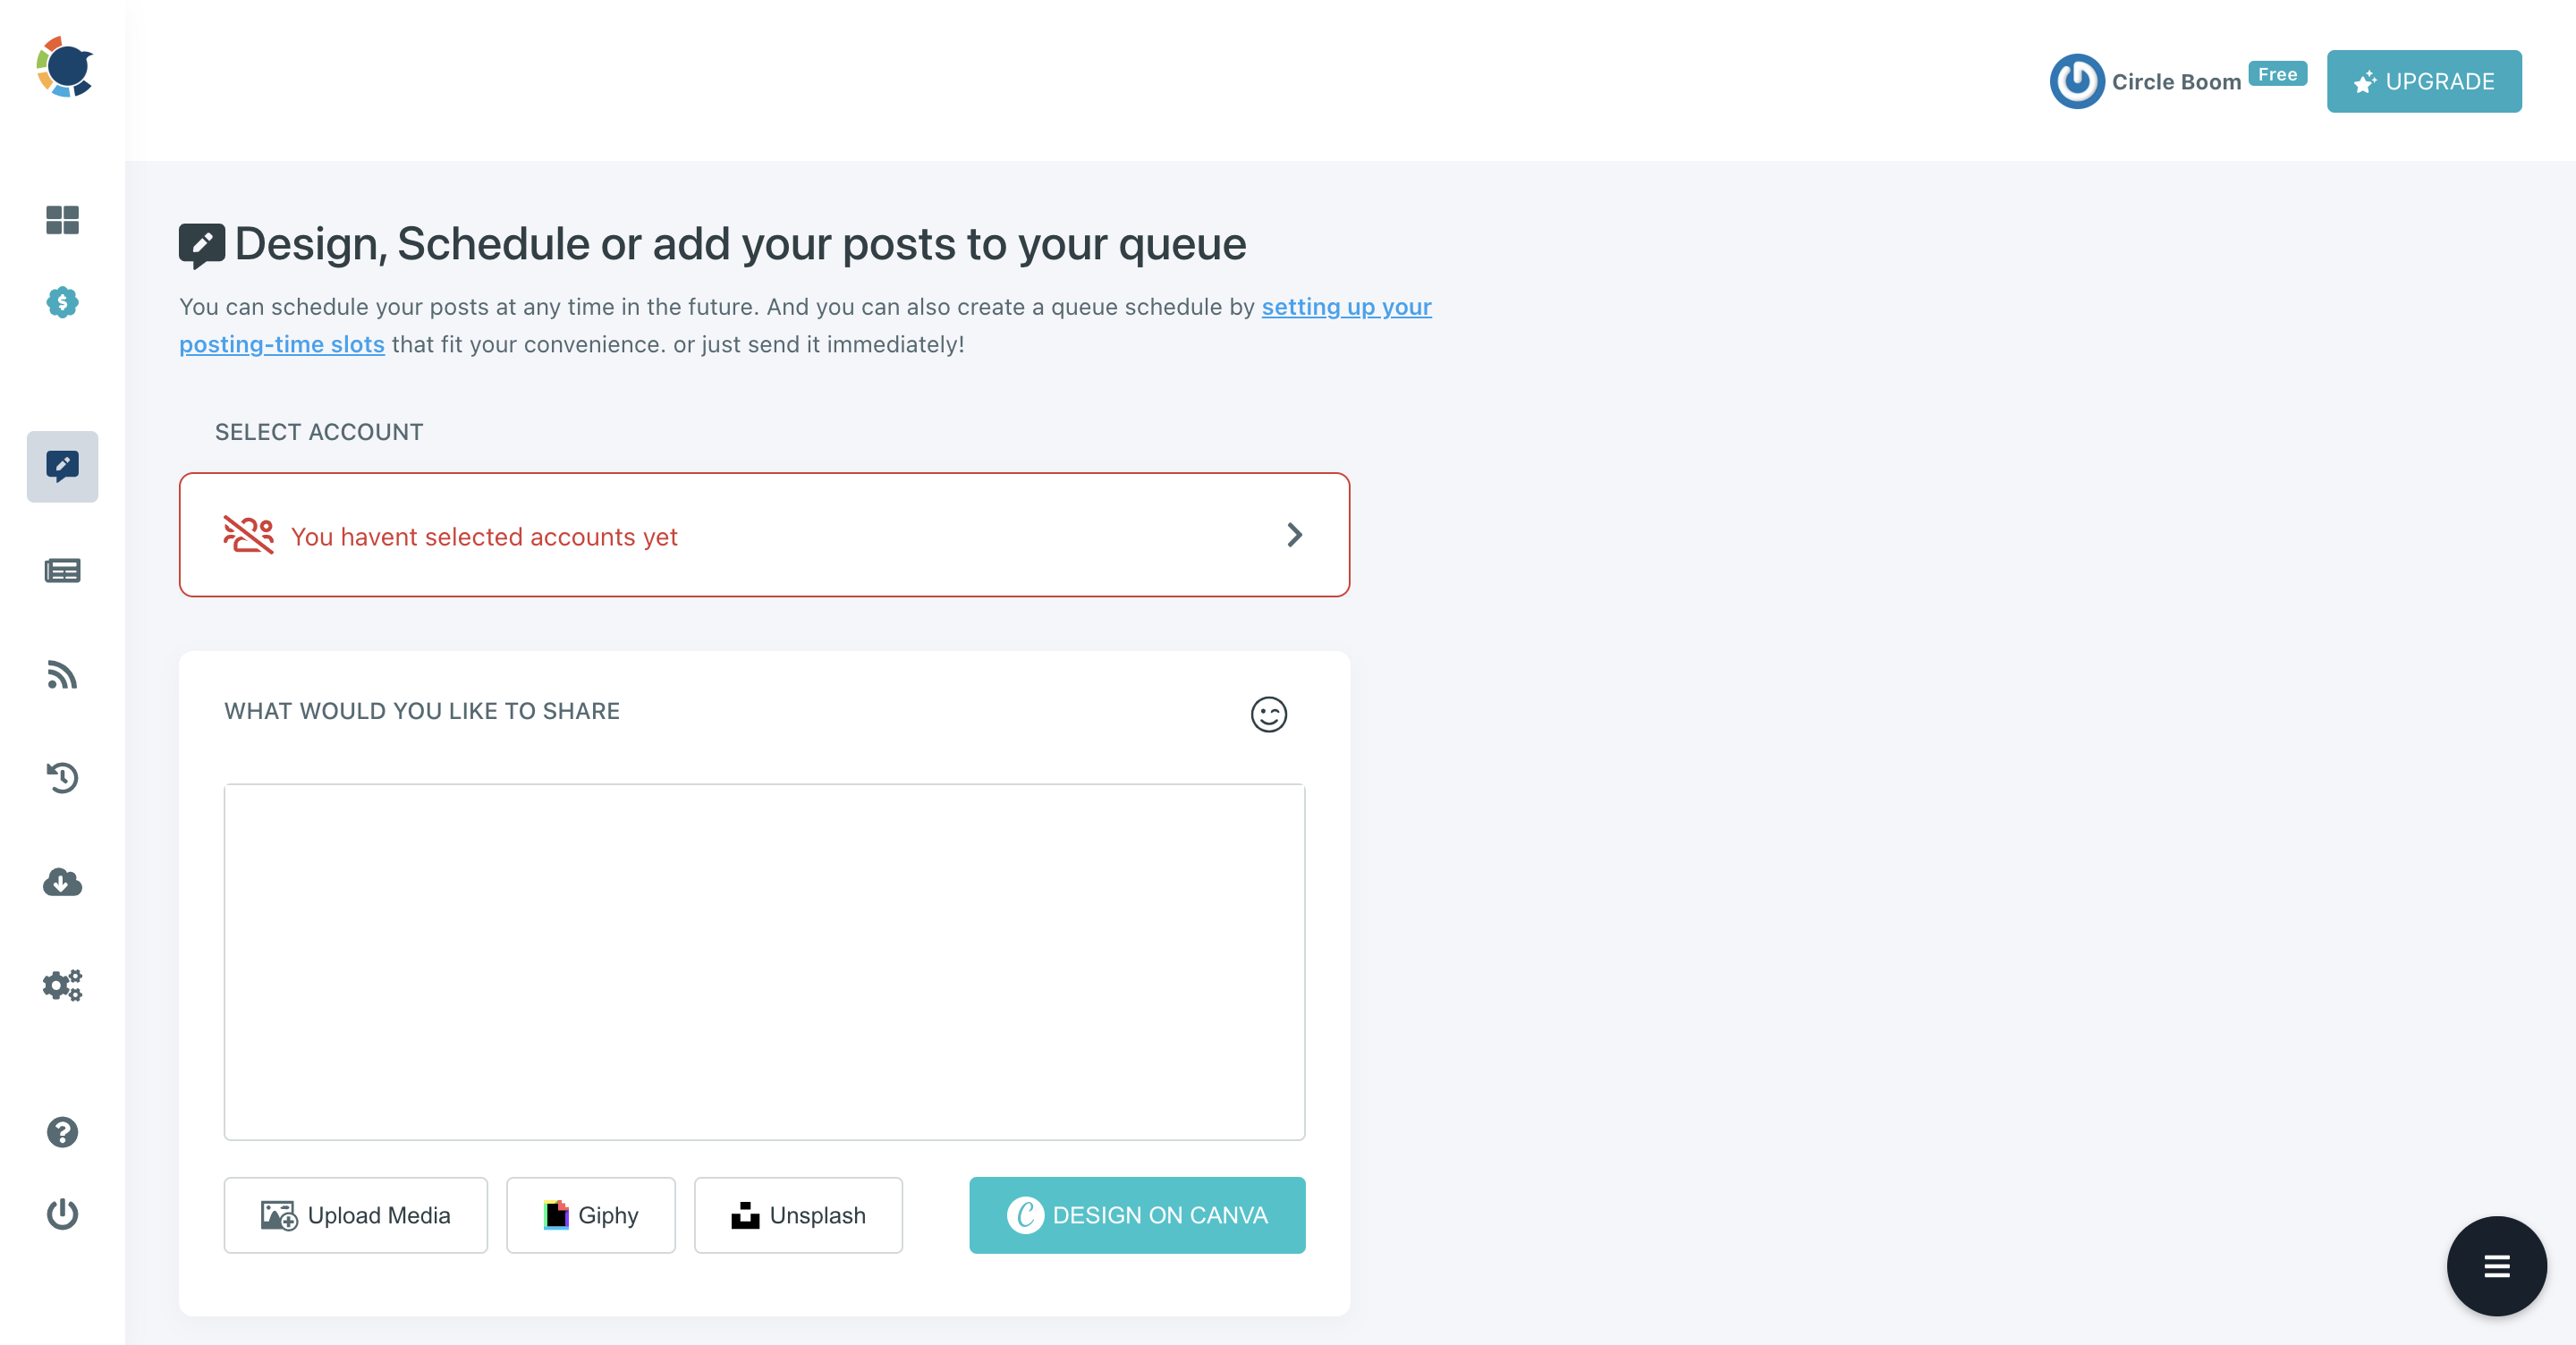 Circle Boom Free UPGRADE
Design, Schedule or add your posts to your queue
You can schedule your posts at any time in the future. And you can also create a queue schedule by setting up your
posting-time slots that fit your convenience. or just send it immediately!
SELECT ACCOUNT
You havent selected accounts yet
WHAT WOULD YOU LIKE TO SHARE
Upload Media Giphy Unsplash DESIGN ON CANVA